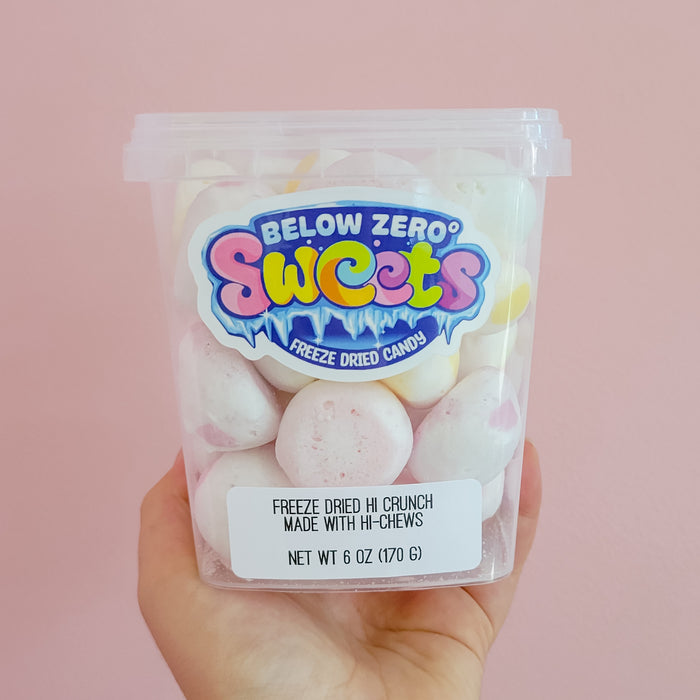 BELOW ZERO°
Sweets
FREEZE DRIED CANDY
FREEZE DRIED HI CRUNCH
MADE WITH HI-CHEWS
NET WT 6 OZ (170 G)